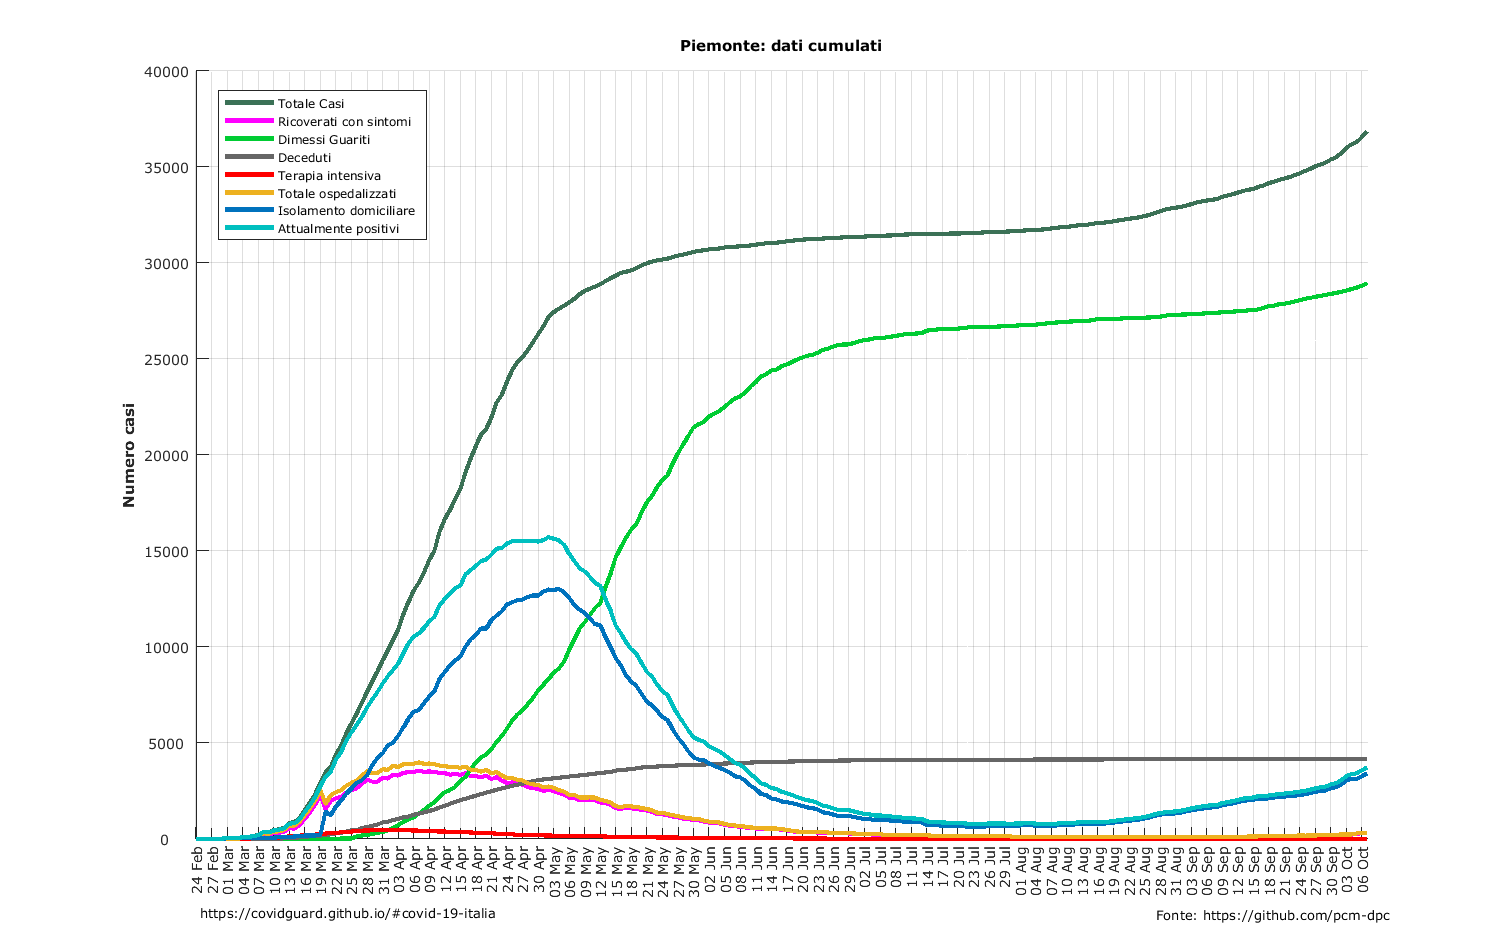 Piemonte: dati cumulati
Numero casi
40000
35000
30000
25000
20000
15000
10000
5000
0
Totale Casi
Ricoverati con sintomi
Dimessi Guariti
Deceduti
Terapia intensiva
Totale ospedalizzati
Isolamento domiciliare
Attualmente positivi
24 Feb
27 Feb
01 Mar
04 Mar
07 Mar
10 Mar
13 Mar
16 Mar
19 Mar
22 Mar
25 Mar
28 Mar
31 Mar
03 Apr
06 Apr
09 Apr
12 Apr
15 Apr
18 Apr
21 Apr
24 Apr
27 Apr
30 Apr
03 May
06 May
09 May
12 May
15 May
18 May
21 May
24 May
27 May
30 May
02 Jun
05 Jun
08 Jun
11 Jun
14 Jun
17 Jun
20 Jun
23 Jun
26 Jun
29 Jun
02 Jul
05 Jul
08 Jul
11 Jul
14 Jul
17 Jul
20 Jul
23 Jul
26 Jul
29 Jul
01 Aug
04 Aug
07 Aug
10 Aug
13 Aug
16 Aug
19 Aug
22 Aug
25 Aug
28 Aug
31 Aug
03 Sep
06 Sep
09 Sep
12 Sep
15 Sep
18 Sep
21 Sep
24 Sep
27 Sep
30 Sep
03 Oct
06 Oct
https://covidguard.github.io/#covid-19-italia
Fonte: https://github.com/pcm-dpc